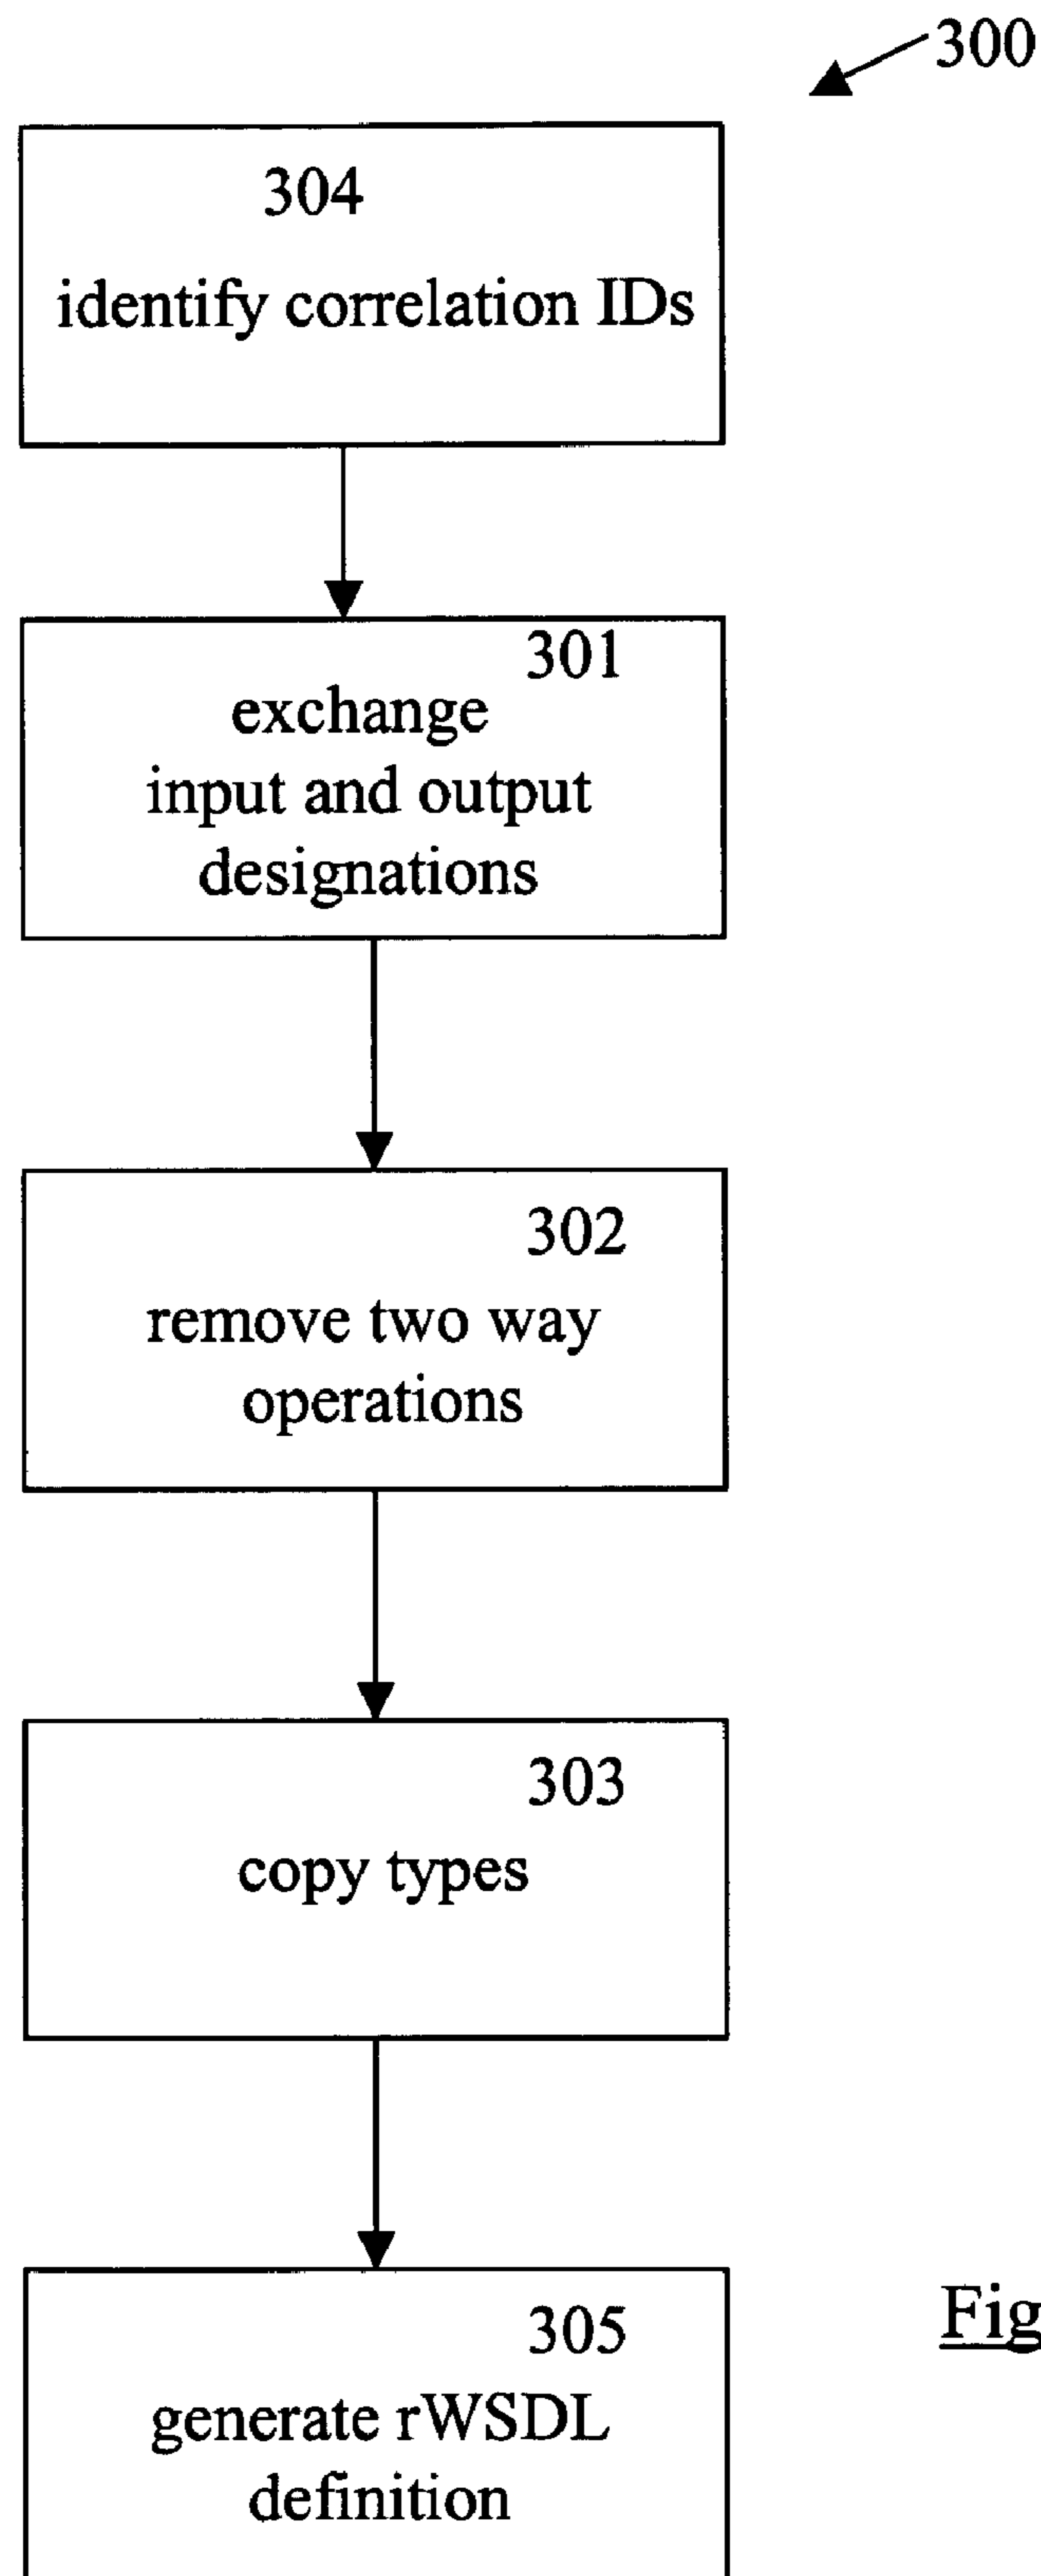 300
304
identify correlation IDs
301
exchange
input and output
designations
302
remove two way
operations
303
copy types
305
generate rWSDL
definition
Fig